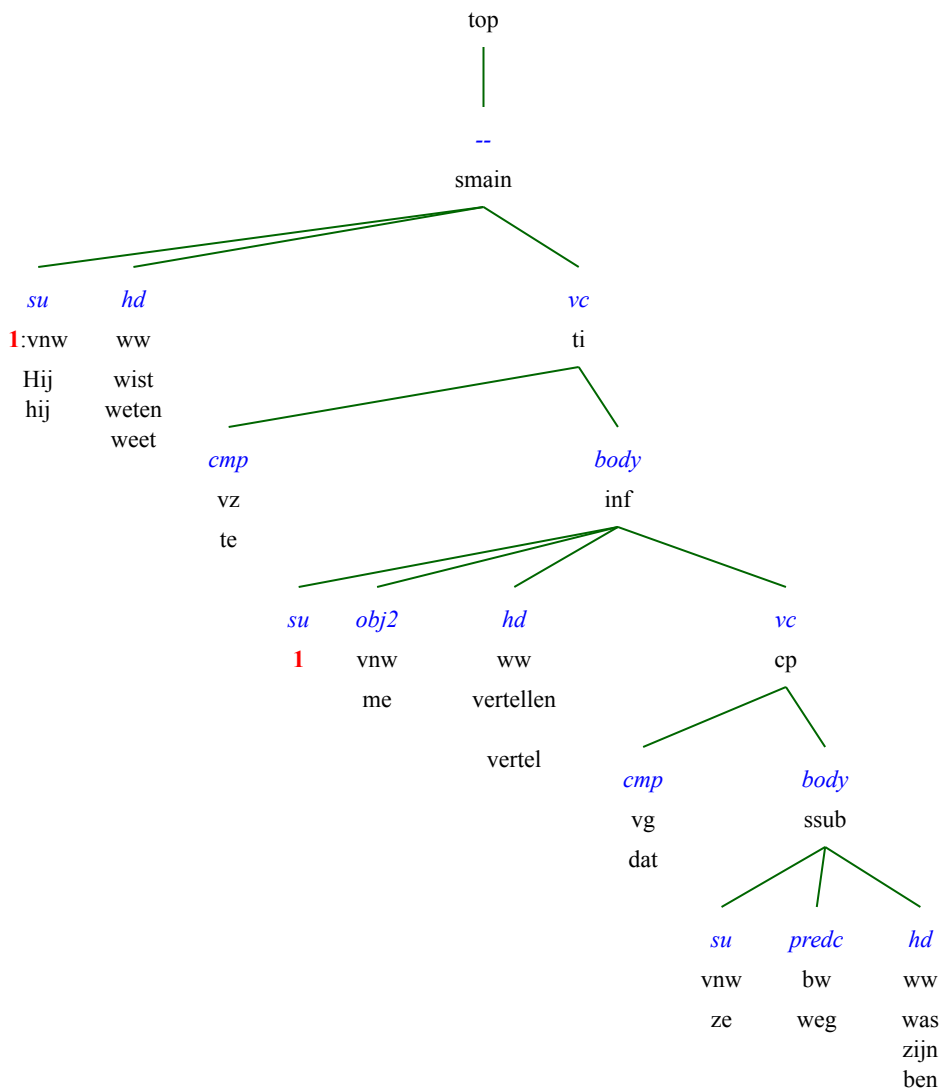 top
--
smain
su hd vc
1:vnw ww ti
Hij wist
hij weten
weet
cmp body
vz inf
te
su obj2 hd vc
1 vnw ww cp
me vertellen
vertel
cmp body
vg ssub
dat
su predc hd
vnw bw ww
ze weg was
zijn
ben